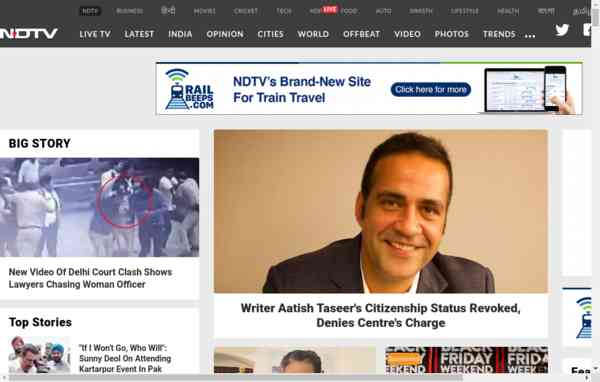 NDTV BUSINESS हिन्दी MOVIES CRICKET TECH LIVE FOOD AUTO SWASTH LIFESTYLE HEALTH বাংলা
NDTV LIVE TV LATEST INDIA OPINION CITIES WORLD OFFBEAT VIDEO PHOTOS TRENDS ...
RAIL
BEEPS.COM
NDTV's Brand-New Site
For Train Travel
Click here for more
BIG STORY
New Video Of Delhi Court Clash Shows
Lawyers Chasing Woman Officer
Writer Aatish Taseer's Citizenship Status Revoked,
Denies Centre's Charge
Top Stories
"If I Won't Go, Who Will":
Sunny Deol On Attending
Kartarpur Event In Pak
BLACK FRIDAY
WEEKEND
RAIL